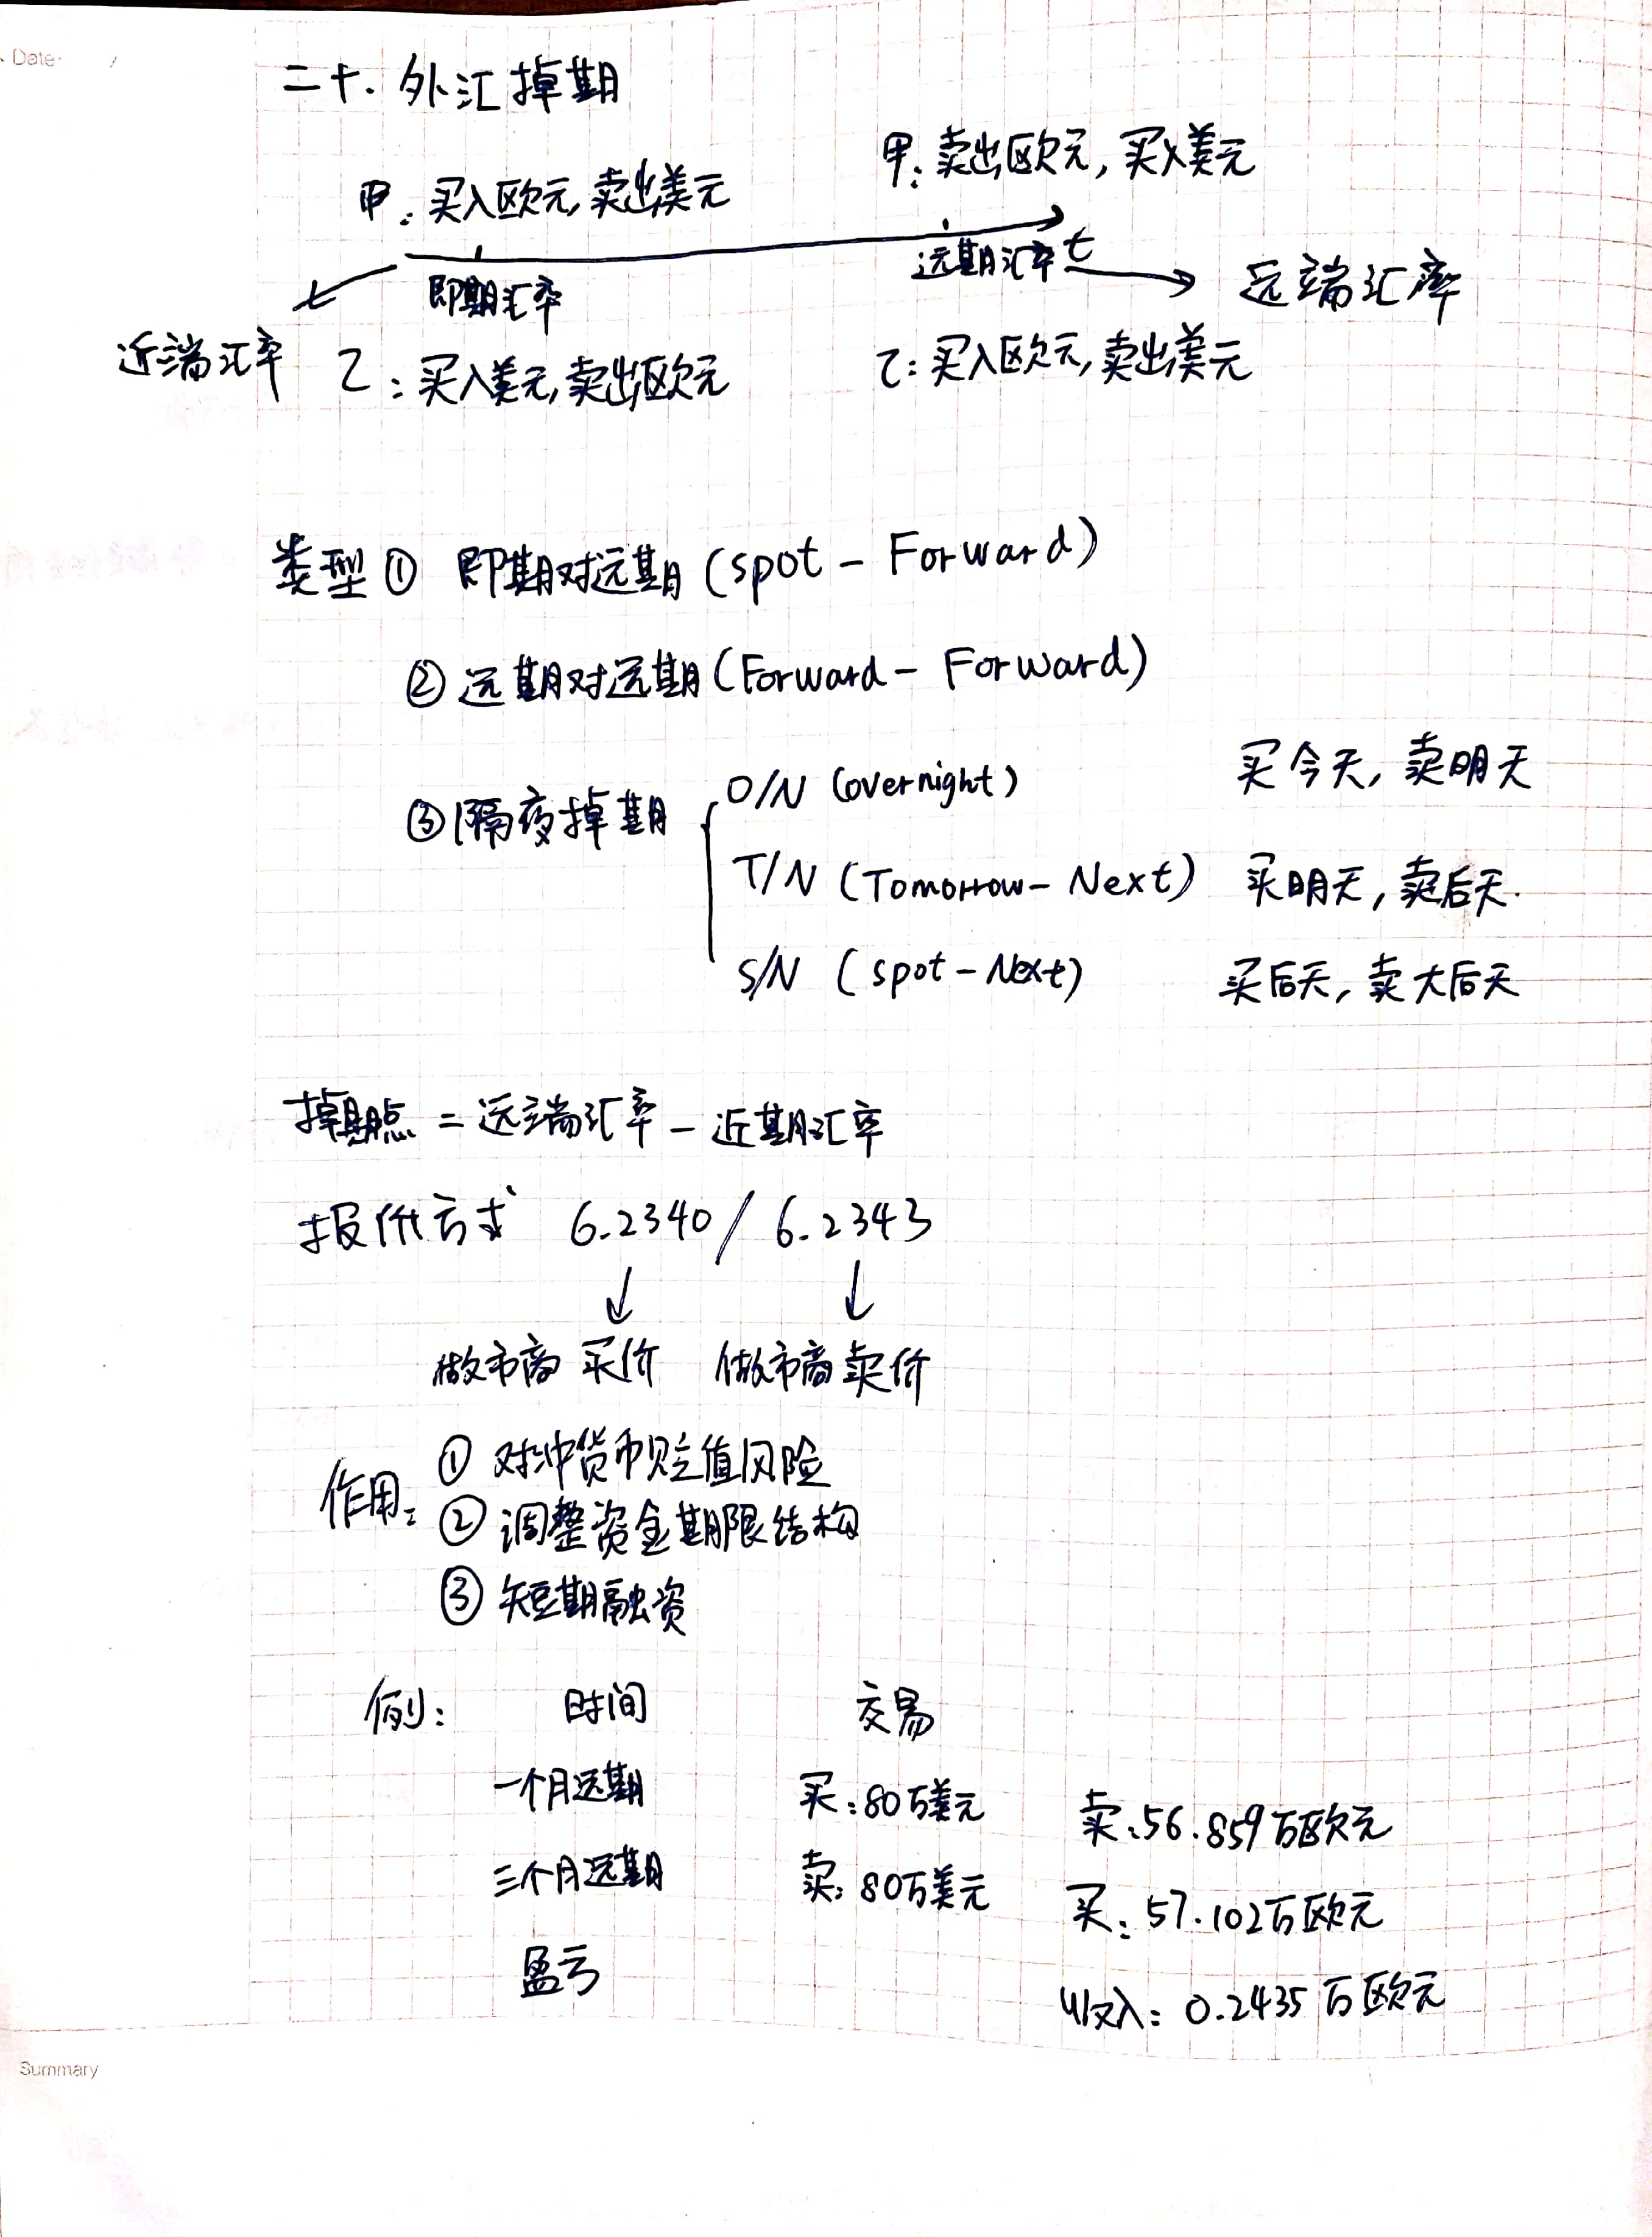 Date· /
二十. 外汇掉期
甲: 买入欧元, 卖出美元
甲: 卖出欧元, 买入美元
即期汇率
远期汇率 t
近端汇率
远端汇率
乙: 买入美元, 卖出欧元
乙: 买入欧元, 卖出美元
类型 ① 即期对远期 (spot - Forward)
② 远期对远期 (Forward - Forward)
③ 隔夜掉期
O/N (overnight) 买今天, 卖明天
T/N (Tomorrow- Next) 买明天, 卖后天.
S/N (spot - Next) 买后天, 卖大后天
掉期点 = 远端汇率 - 近期汇率
报价方式 6.2340 / 6.2343
做市商 买价 做市商 卖价
作用:
① 对冲货币贬值风险
② 调整资金期限结构
③ 短期融资
例: 时间 交易
一个月远期 买: 80万美元 卖: 56.859万欧元
三个月远期 卖: 80万美元 买: 57.102万欧元
盈亏 收入: 0.2435 万欧元
Summary